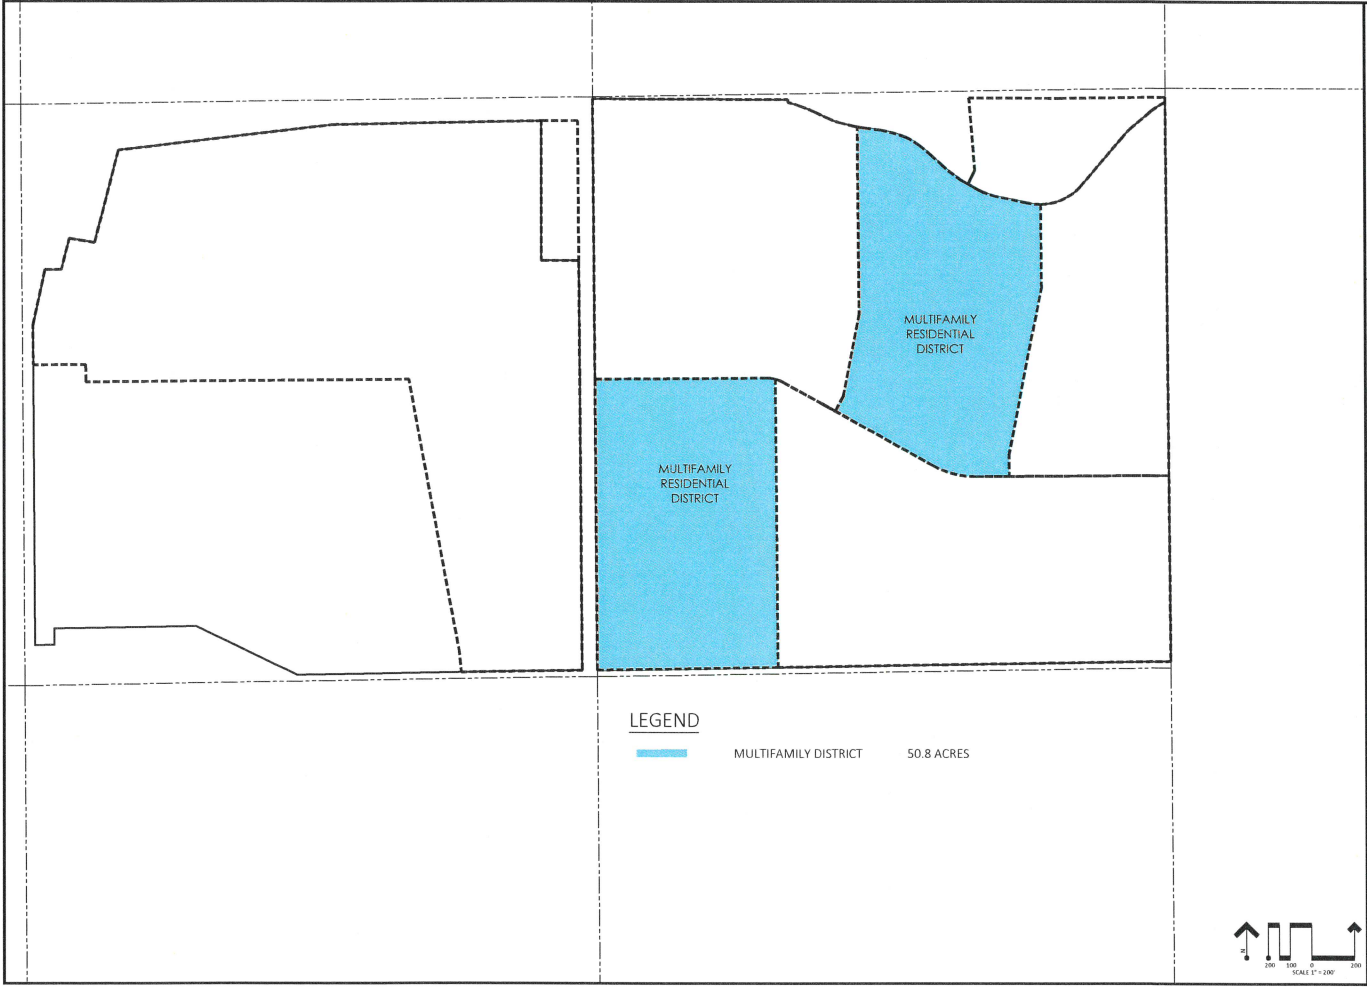 MULTIFAMILY
RESIDENTIAL
DISTRICT
MULTIFAMILY
RESIDENTIAL
DISTRICT
LEGEND
MULTIFAMILY DISTRICT 50.8 ACRES
N
200 100 0 200
SCALE 1" = 200'